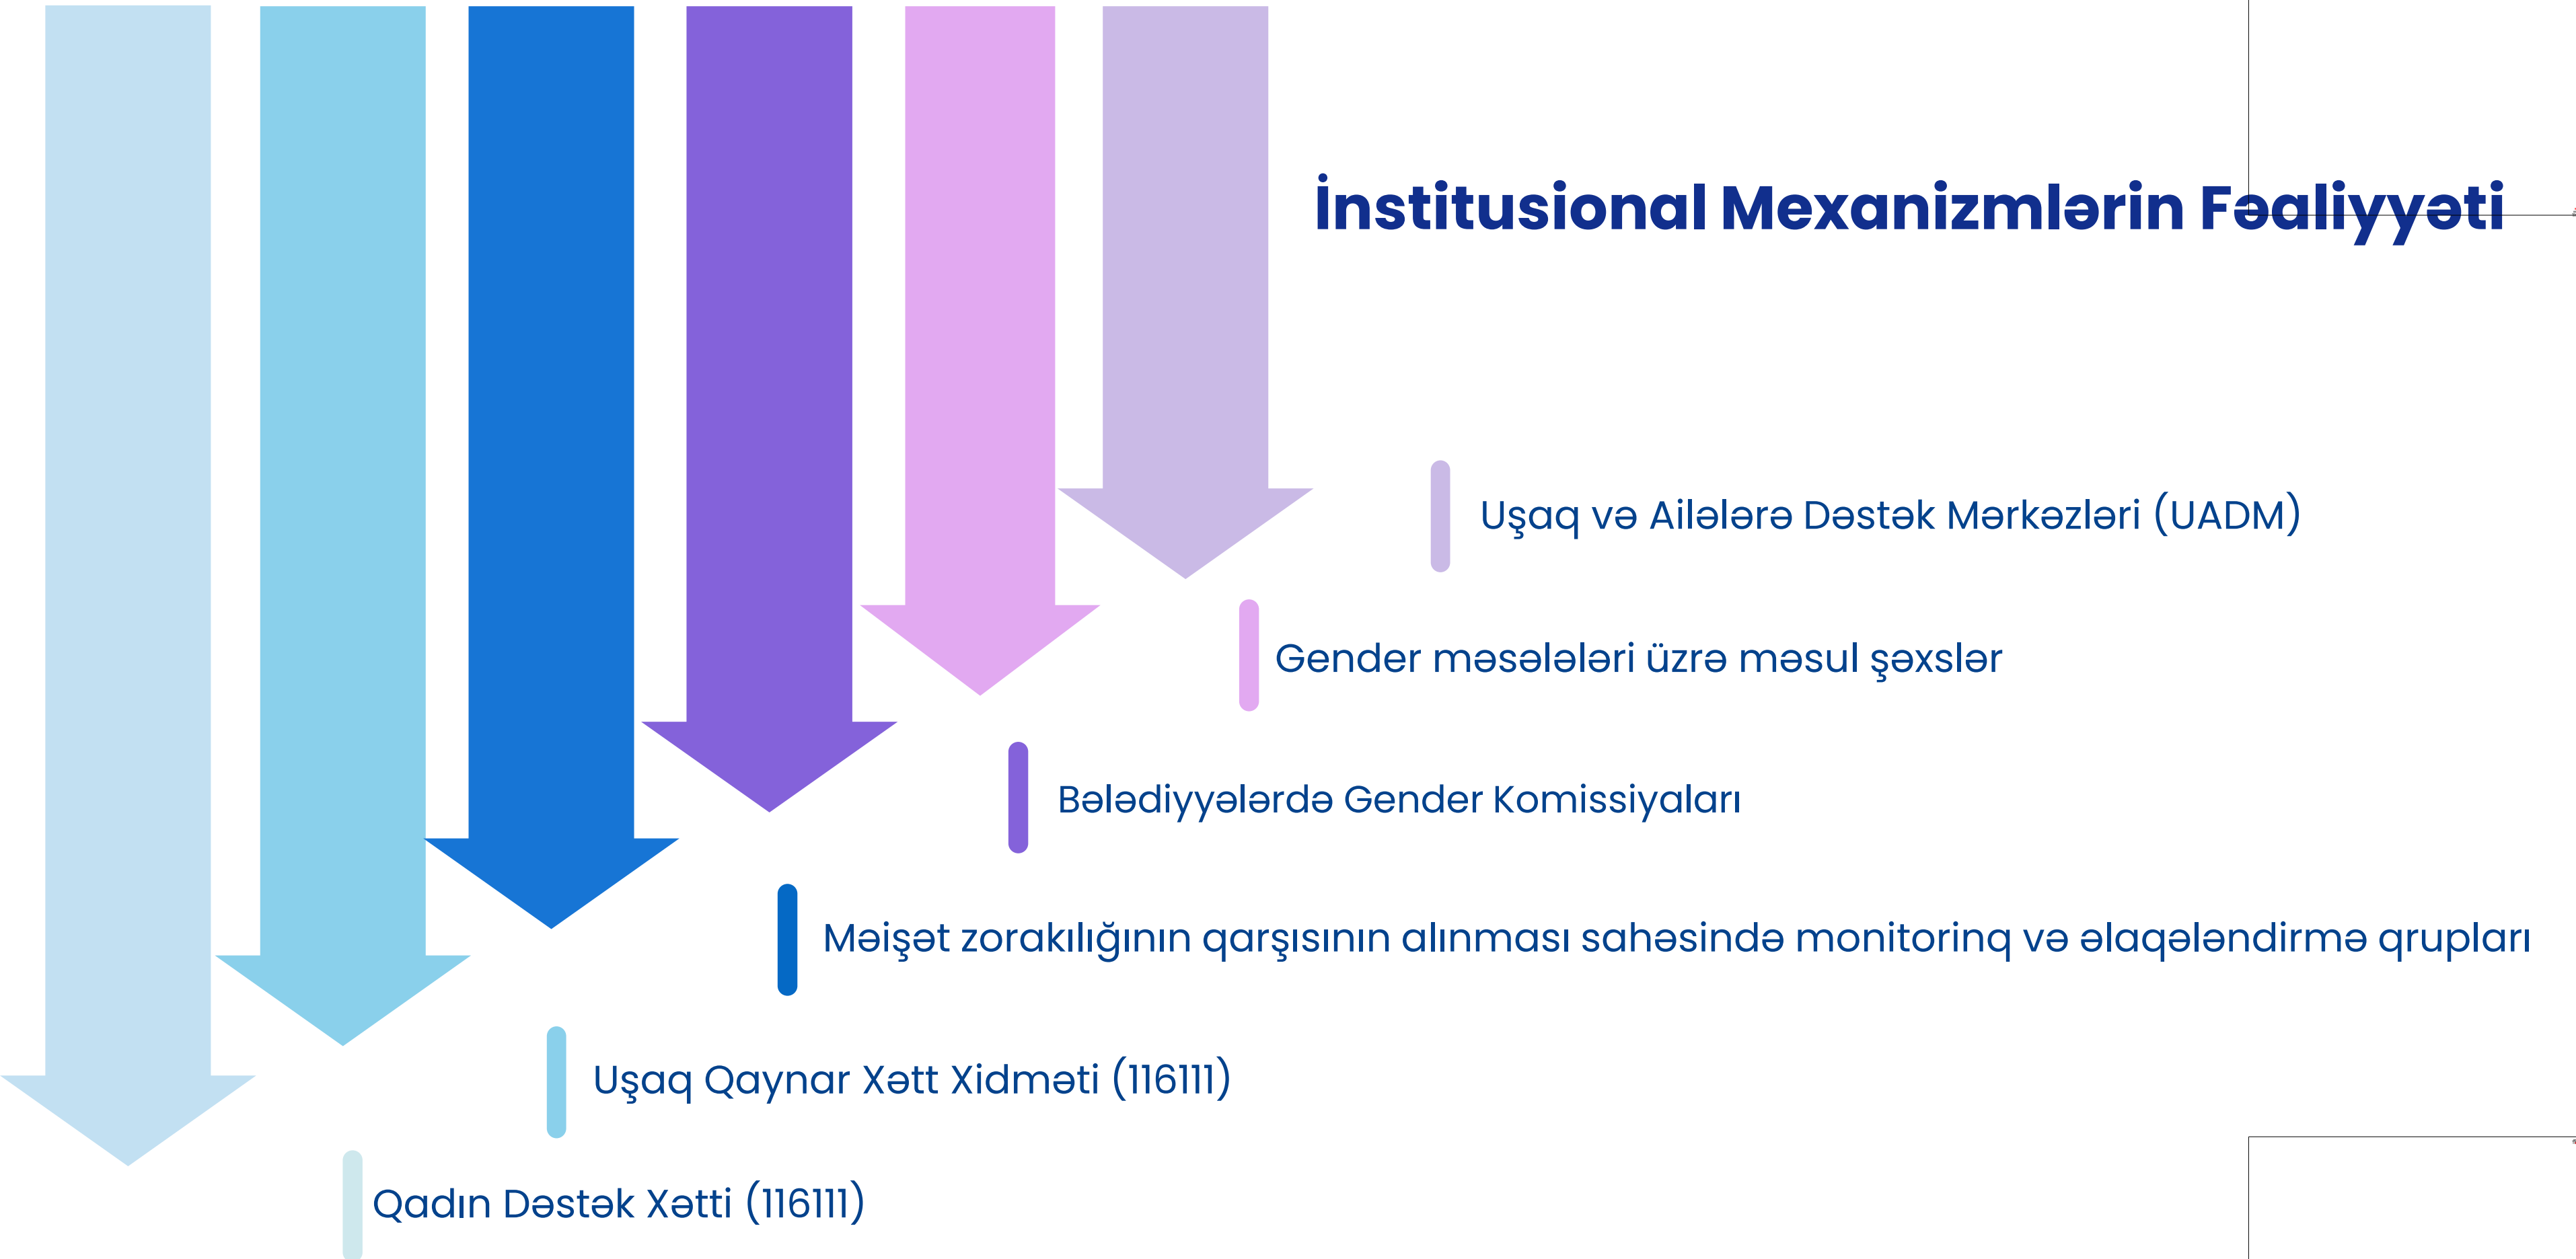 İnstitusional Mexanizmlərin Fəaliyyəti
Uşaq və Ailələrə Dəstək Mərkəzləri (UADM)
Gender məsələləri üzrə məsul şəxslər
Bələdiyyələrdə Gender Komissiyaları
Məişət zorakılığının qarşısının alınması sahəsində monitorinq və əlaqələndirmə qrupları
Uşaq Qaynar Xətt Xidməti (116111)
Qadın Dəstək Xətti (116111)